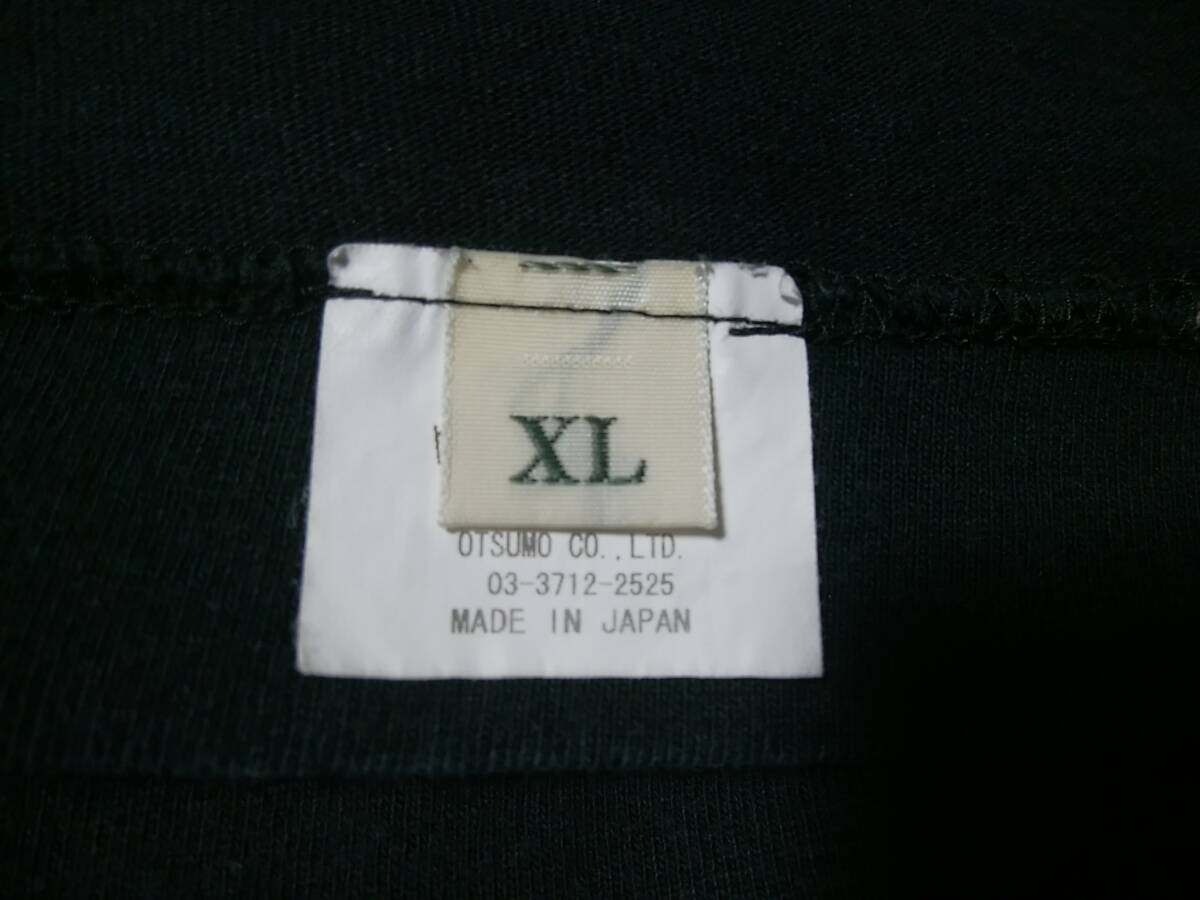 XL
OTSUMO CO.,LTD.
03-3712-2525
MADE IN JAPAN